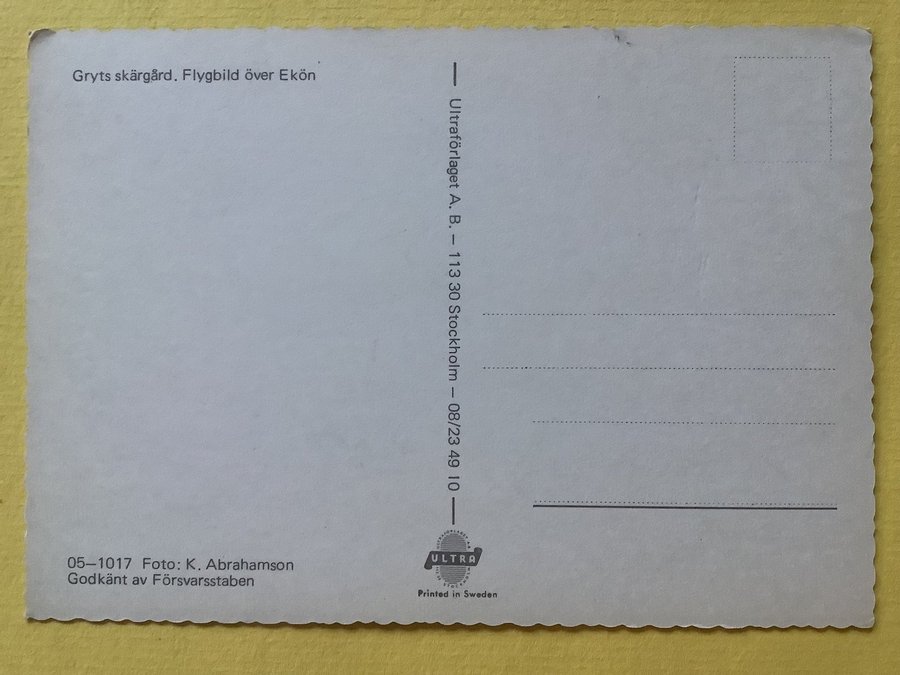 Gryts skärgård. Flygbild över Ekön
Ultraförlaget A. B. – 113 30 Stockholm – 08/23 49 10
05–1017 Foto: K. Abrahamson
Godkänt av Försvarsstaben
ULTRA
Printed in Sweden